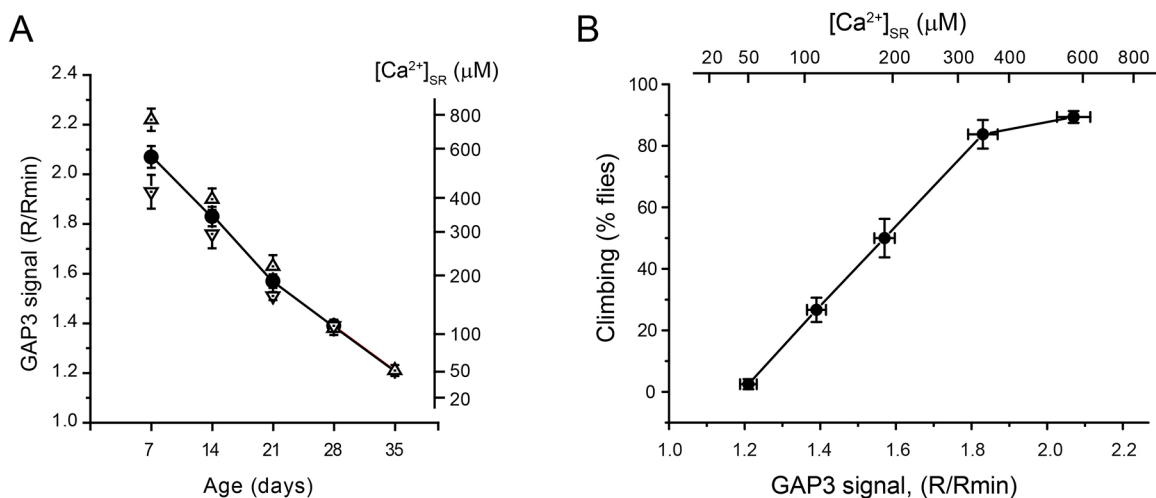 A
GAP3 signal (R/Rmin)
2.4
2.2
2.0
1.8
1.6
1.4
1.2
1.0
7 14 21 28 35
Age (days)
[Ca²⁺]SR (μM)
800
600
400
300
200
100
50
20
B
[Ca²⁺]SR (μM)
20 50 100 200 300 400 600 800
Climbing (% flies)
100
80
60
40
20
0
1.0 1.2 1.4 1.6 1.8 2.0 2.2
GAP3 signal, (R/Rmin)